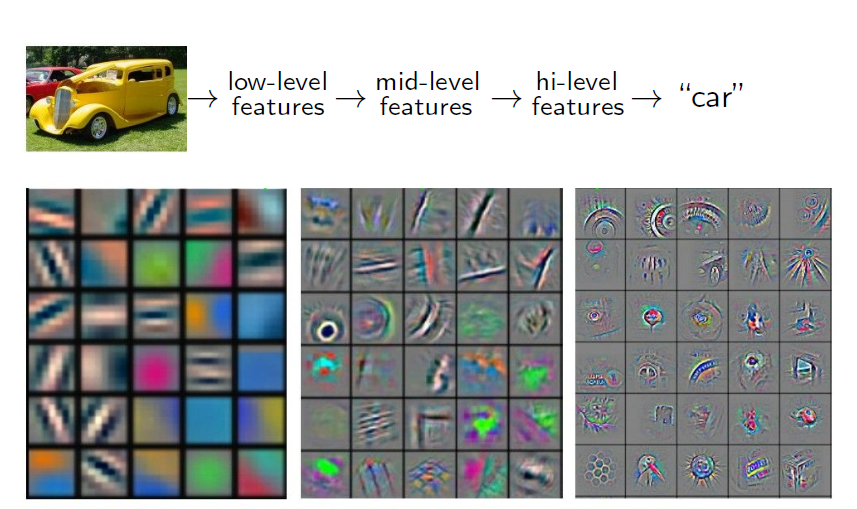 low-level mid-level hi-level
features → features → features → “car”